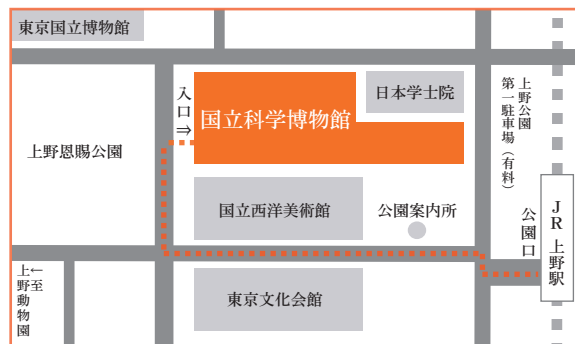 東京国立博物館
入口⇒
国立科学博物館
日本学士院
上野公園
第一駐車場（有料）
上野恩賜公園
国立西洋美術館
公園案内所
公園口
JR 上野駅
←至
上野動物園
東京文化会館